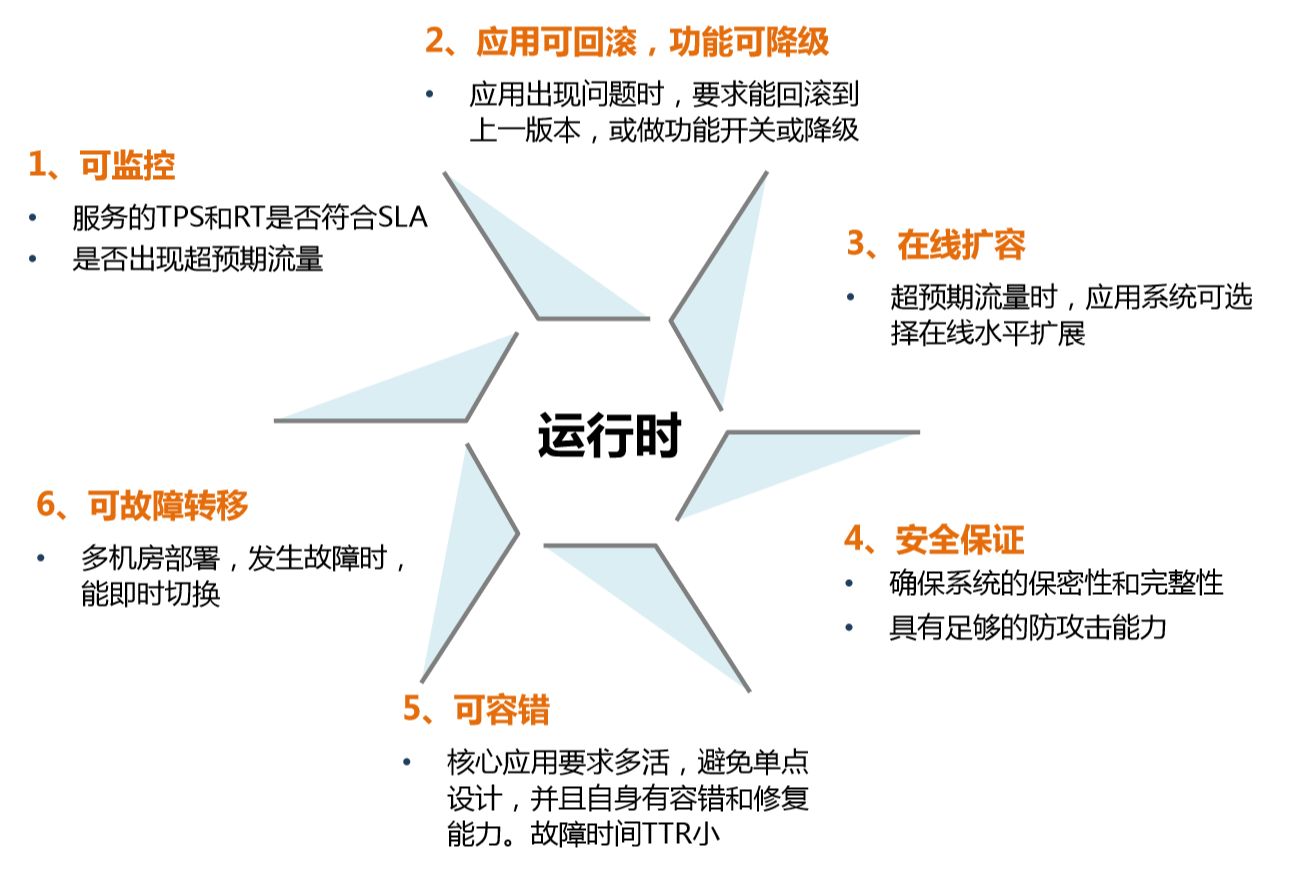 1、可监控
• 服务的TPS和RT是否符合SLA
• 是否出现超预期流量
2、应用可回滚，功能可降级
• 应用出现问题时，要求能回滚到
上一版本，或做功能开关或降级
3、在线扩容
• 超预期流量时，应用系统可选
择在线水平扩展
运行时
4、安全保证
• 确保系统的保密性和完整性
• 具有足够的防攻击能力
5、可容错
• 核心应用要求多活，避免单点
设计，并且自身有容错和修复
能力。故障时间TTR小
6、可故障转移
• 多机房部署，发生故障时，
能即时切换